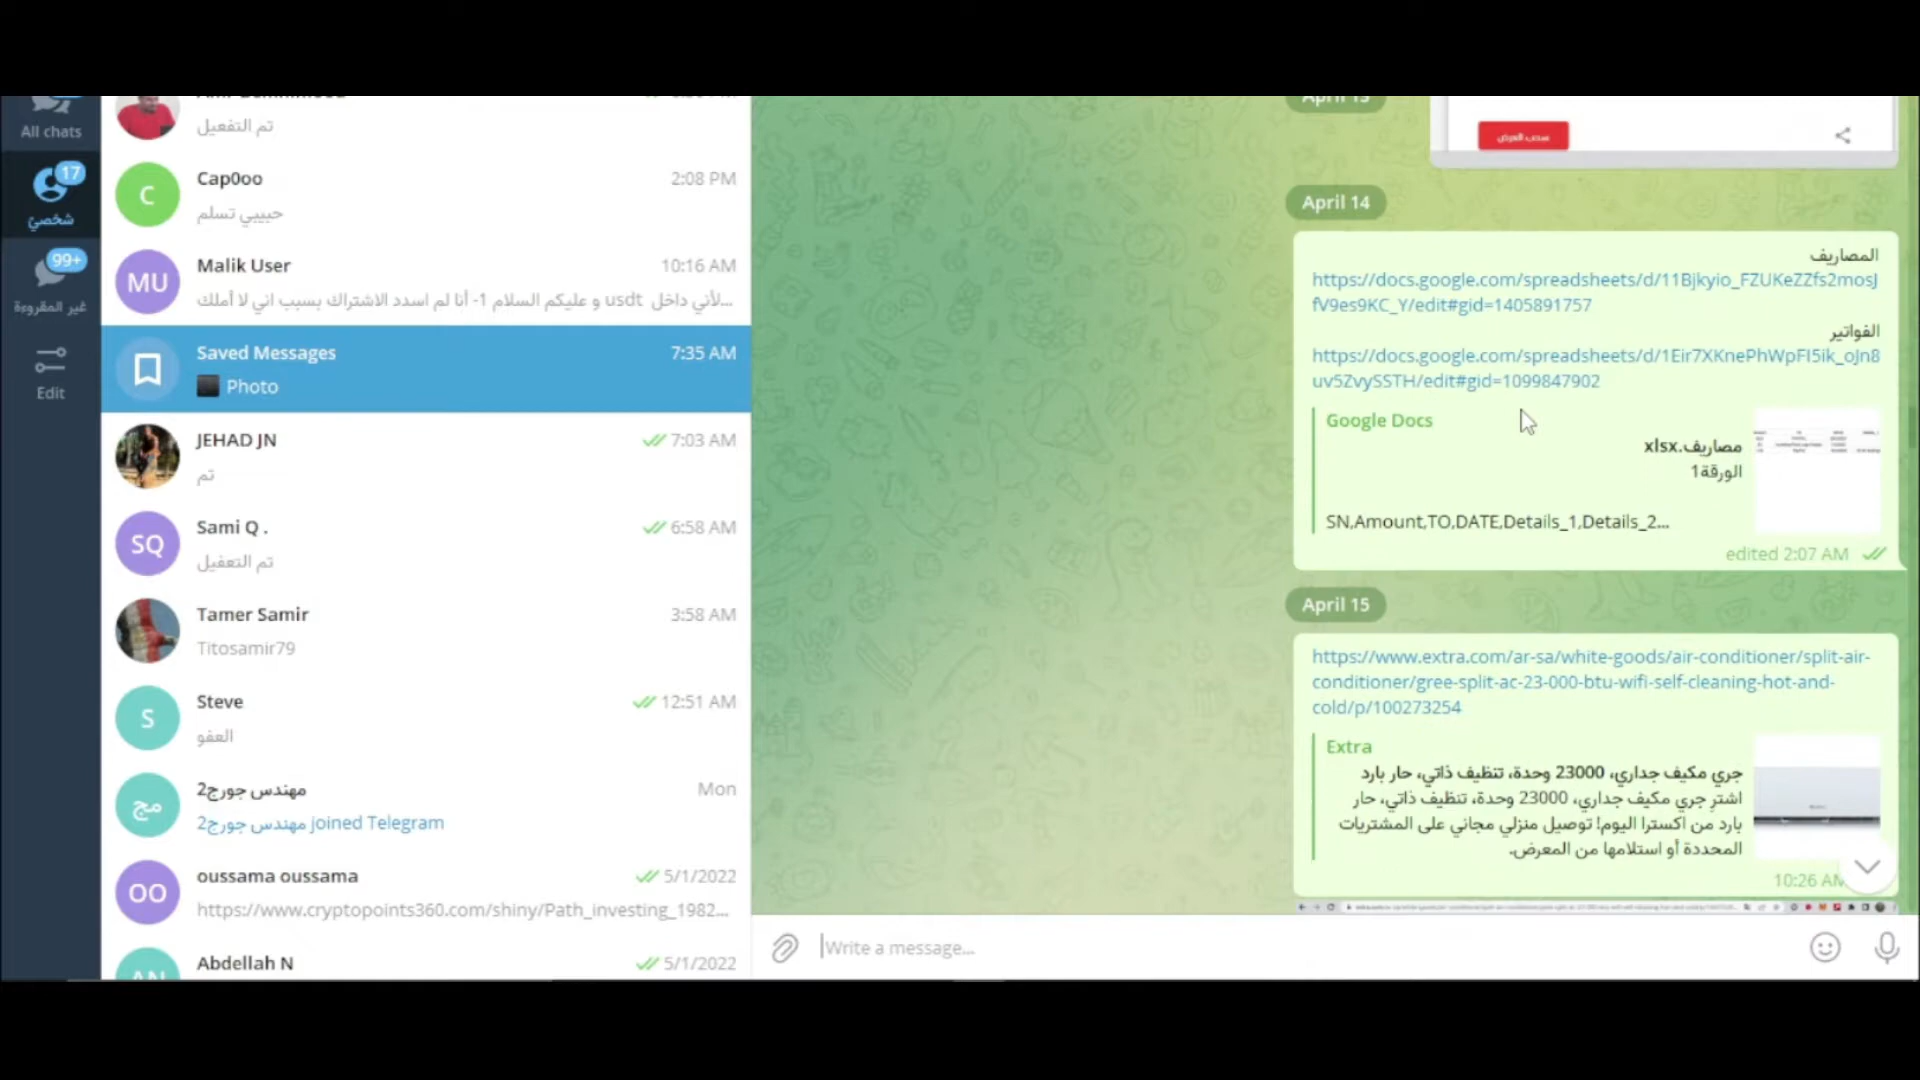 All chats
17
شخصيّ
99+
غير المقروءة
Edit
تم التفعيل
Cap0oo
2:08 PM
حبيبي تسلم
MU
Malik User
10:16 AM
و عليكم السلام 1- أنا لم اسدد الاشتراك بسبب اني لا أملك usdt لأني داخل...
Saved Messages
7:35 AM
Photo
JEHAD JN
7:03 AM
تم
SQ
Sami Q .
6:58 AM
تم التعفيل
Tamer Samir
3:58 AM
Titosamir79
S
Steve
12:51 AM
العفو
مج
مهندس جورج2
Mon
مهندس جورج2 joined Telegram
OO
oussama oussama
5/1/2022
https://www.cryptopoints360.com/shiny/Path_investing_1982...
Abdellah N
5/1/2022
سحب العرض
April 14
المصاريف
https://docs.google.com/spreadsheets/d/11Bjkyio_FZUKeZZfs2mosJ
fV9es9KC_Y/edit#gid=1405891757
الفواتير
https://docs.google.com/spreadsheets/d/1Eir7XKnePhWpFI5ik_oJn8
uv5ZvySSTH/edit#gid=1099847902
Google Docs
مصاريف.xlsx
الورقة1
SN,Amount,TO,DATE,Details_1,Details_2...
edited 2:07 AM
April 15
https://www.extra.com/ar-sa/white-goods/air-conditioner/split-air-
conditioner/gree-split-ac-23-000-btu-wifi-self-cleaning-hot-and-
cold/p/100273254
Extra
جري مكيف جداري، 23000 وحدة، تنظيف ذاتي، حار بارد
اشترِ جري مكيف جداري، 23000 وحدة، تنظيف ذاتي، حار
بارد من اكسترا اليوم! توصيل منزلي مجاني على المشتريات
المحددة أو استلامها من المعرض.
10:26 AM
Write a message...